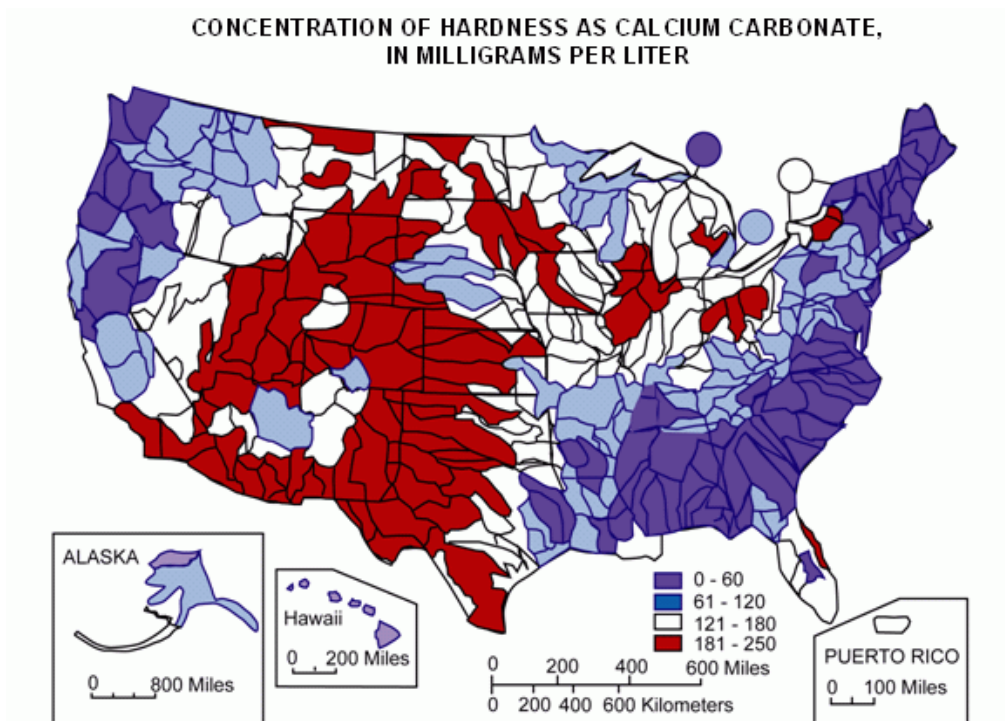 CONCENTRATION OF HARDNESS AS CALCIUM CARBONATE,
IN MILLIGRAMS PER LITER
ALASKA
0 800 Miles
Hawaii
0 200 Miles
0 - 60
61 - 120
121 - 180
181 - 250
0 200 400 600 Miles
0 200 400 600 Kilometers
PUERTO RICO
0 100 Miles